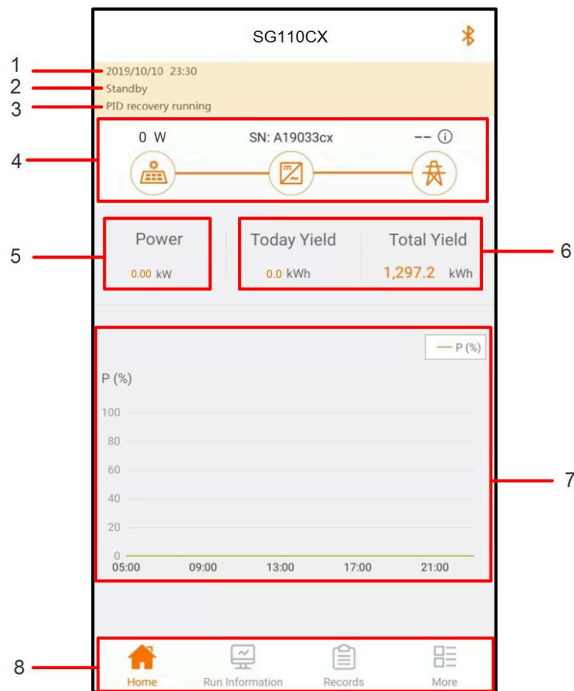 SG110CX
1
2019/10/10 23:30
2
Standby
3
PID recovery running
4
0 W
SN: A19033cx
--
5
Power
0.00 kW
Today Yield
0.0 kWh
Total Yield
1,297.2 kWh
6
P (%)
P (%)
100
80
60
40
20
0
05:00
09:00
13:00
17:00
21:00
7
8
Home
Run Information
Records
More